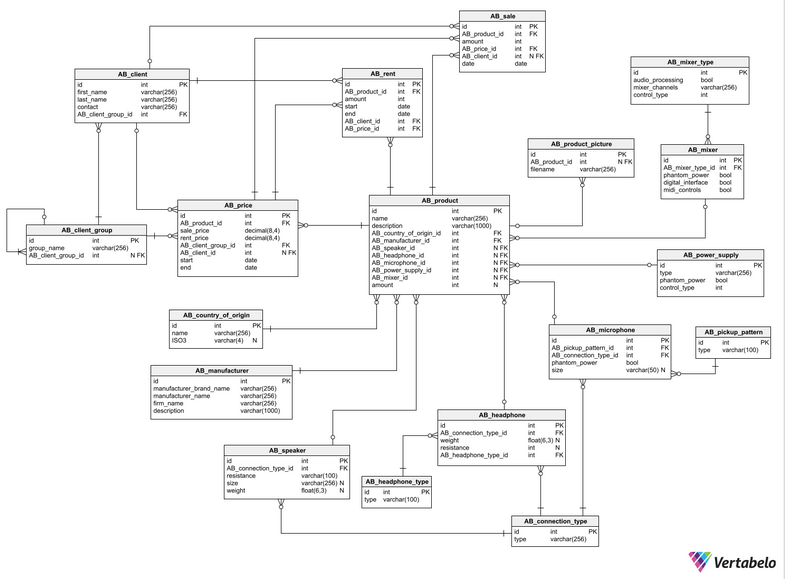 AB_sale
id int PK
AB_product_id int FK
amount int
AB_price_id int FK
AB_client_id int N FK
date date
AB_client
id int PK
first_name varchar(256)
last_name varchar(256)
contact varchar(256)
AB_client_group_id int FK
AB_rent
id int PK
AB_product_id int FK
amount int
start date
end date
AB_client_id int FK
AB_price_id int FK
AB_mixer_type
id int PK
audio_processing bool
mixer_channels varchar(256)
control_type int
AB_product_picture
id int PK
AB_product_id int N FK
filename varchar(256)
AB_mixer
id int PK
AB_mixer_type_id int FK
phantom_power bool
digital_interface bool
midi_controls bool
AB_client_group
id int PK
group_name varchar(256)
AB_client_group_id int N FK
AB_price
id int PK
AB_product_id int FK
sale_price decimal(8,4)
rent_price decimal(8,4)
AB_client_group_id int FK
AB_client_id int N FK
start date
end date
AB_product
id int PK
name varchar(256)
description varchar(1000)
AB_country_of_origin_id int FK
AB_manufacturer_id int FK
AB_speaker_id int N FK
AB_headphone_id int N FK
AB_microphone_id int N FK
AB_power_supply_id int N FK
AB_mixer_id int N FK
amount int N
AB_power_supply
id int PK
type varchar(256)
phantom_power bool
control_type int
AB_country_of_origin
id int PK
name varchar(256)
ISO3 varchar(4) N
AB_microphone
id int PK
AB_pickup_pattern_id int FK
AB_connection_type_id int FK
phantom_power bool
size varchar(50) N
AB_pickup_pattern
id int PK
type varchar(100)
AB_manufacturer
id int PK
manufacturer_brand_name varchar(256)
manufacturer_name varchar(256)
firm_name varchar(256)
description varchar(1000)
AB_headphone
id int PK
AB_connection_type_id int FK
weight float(6,3) N
resistance int N
AB_headphone_type_id int FK
AB_speaker
id int PK
AB_connection_type_id int FK
resistance varchar(100)
size varchar(256) N
weight float(6,3) N
AB_headphone_type
id int PK
type varchar(100)
AB_connection_type
id int PK
type varchar(256)
Vertabelo